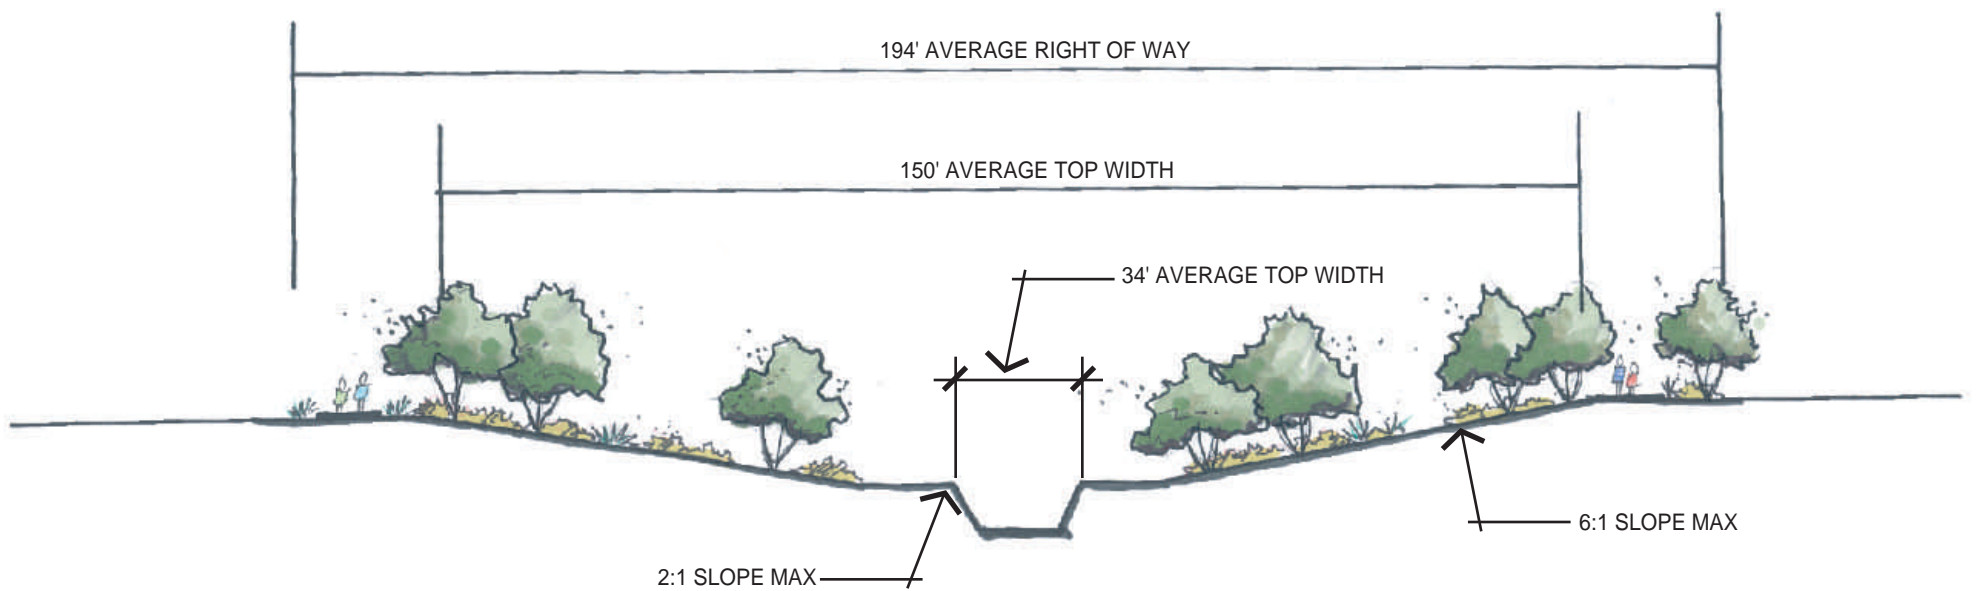 194' AVERAGE RIGHT OF WAY
150' AVERAGE TOP WIDTH
34' AVERAGE TOP WIDTH
6:1 SLOPE MAX
2:1 SLOPE MAX